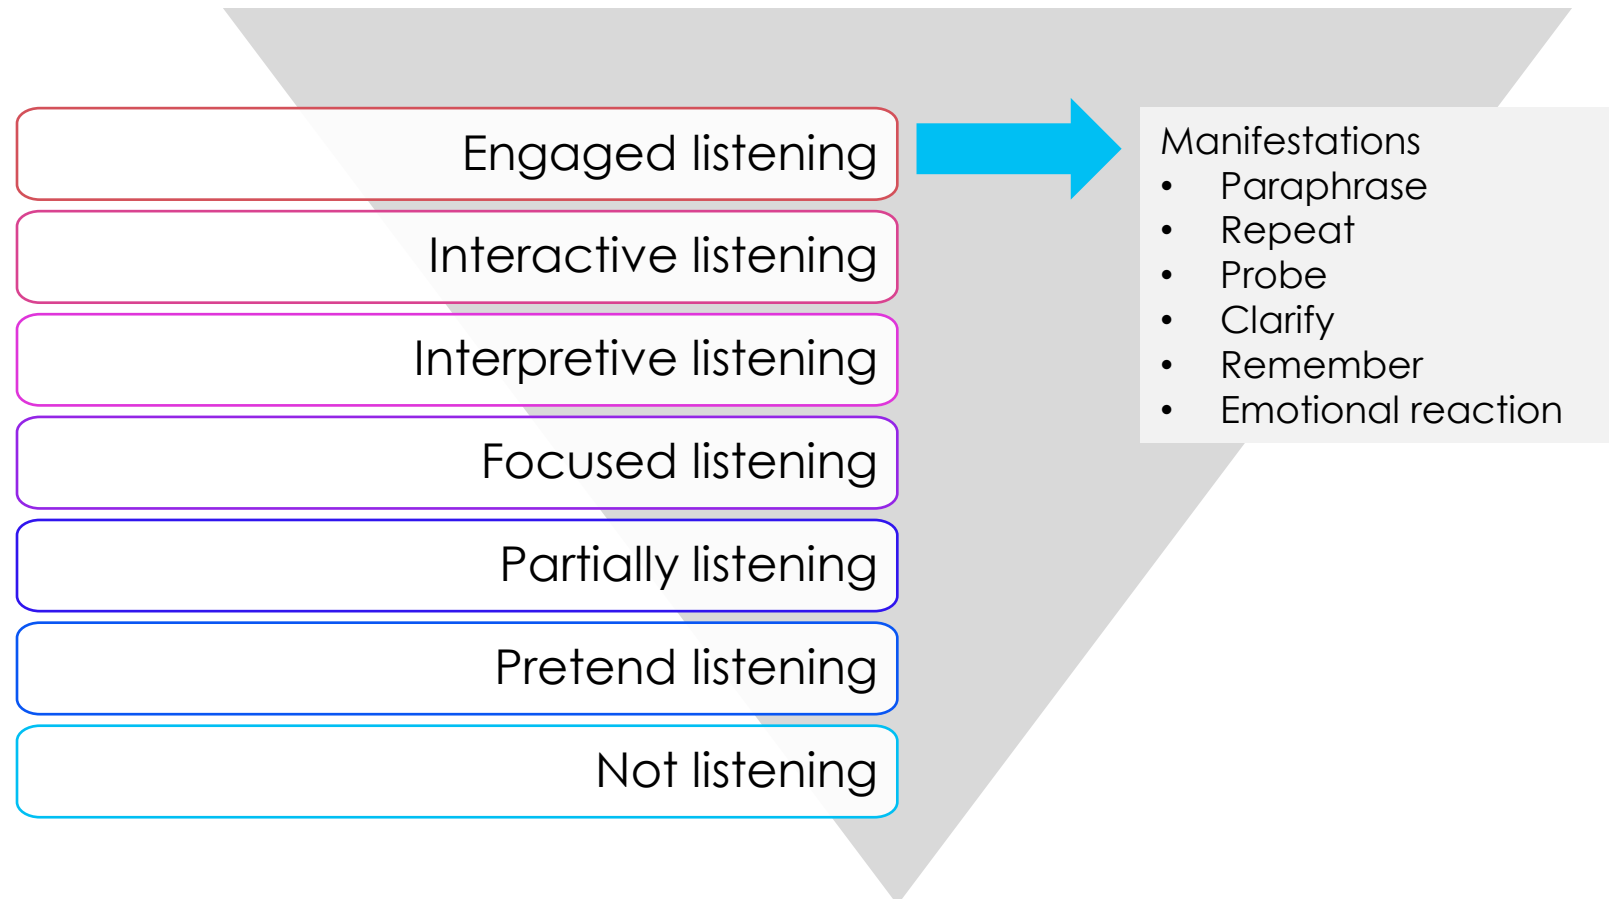 Engaged listening
Interactive listening
Interpretive listening
Focused listening
Partially listening
Pretend listening
Not listening
Manifestations
• Paraphrase
• Repeat
• Probe
• Clarify
• Remember
• Emotional reaction